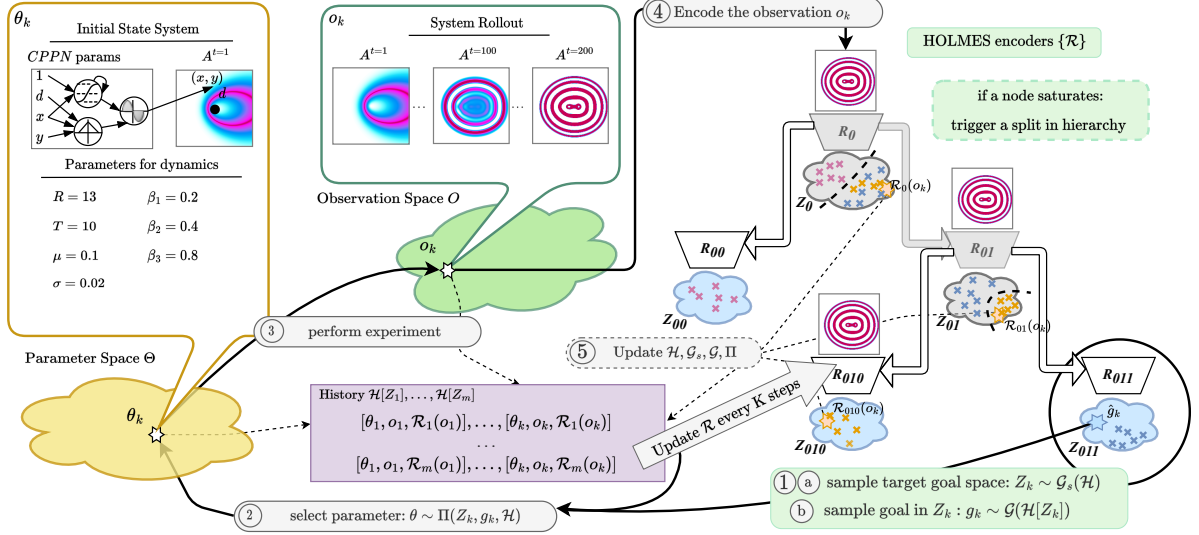 θ_k
Initial State System
CPPN params
A^{t=1}
1
d
x
y
(x, y)
d
Parameters for dynamics
R = 13
β_1 = 0.2
T = 10
β_2 = 0.4
μ = 0.1
β_3 = 0.8
σ = 0.02
o_k
System Rollout
A^{t=1}
A^{t=100}
A^{t=200}
...
...
Observation Space O
o_k
④ Encode the observation o_k
HOLMES encoders {R}
if a node saturates:
trigger a split in hierarchy
R_0
R_0(o_k)
Z_0
R_00
Z_00
R_01
Z_01
R_01(o_k)
R_010
R_010(o_k)
Z_010
R_011
ĝ_k
Z_011
③ perform experiment
Parameter Space Θ
θ_k
⑤ Update H, G_s, G, Π
Update R every K steps
History H[Z_1], . . . , H[Z_m]
[θ_1, o_1, R_1(o_1)], . . . , [θ_k, o_k, R_1(o_k)]
...
[θ_1, o_1, R_m(o_1)], . . . , [θ_k, o_k, R_m(o_k)]
② select parameter: θ ∼ Π(Z_k, g_k, H)
① ⓐ sample target goal space: Z_k ∼ G_s(H)
ⓑ sample goal in Z_k : g_k ∼ G(H[Z_k])